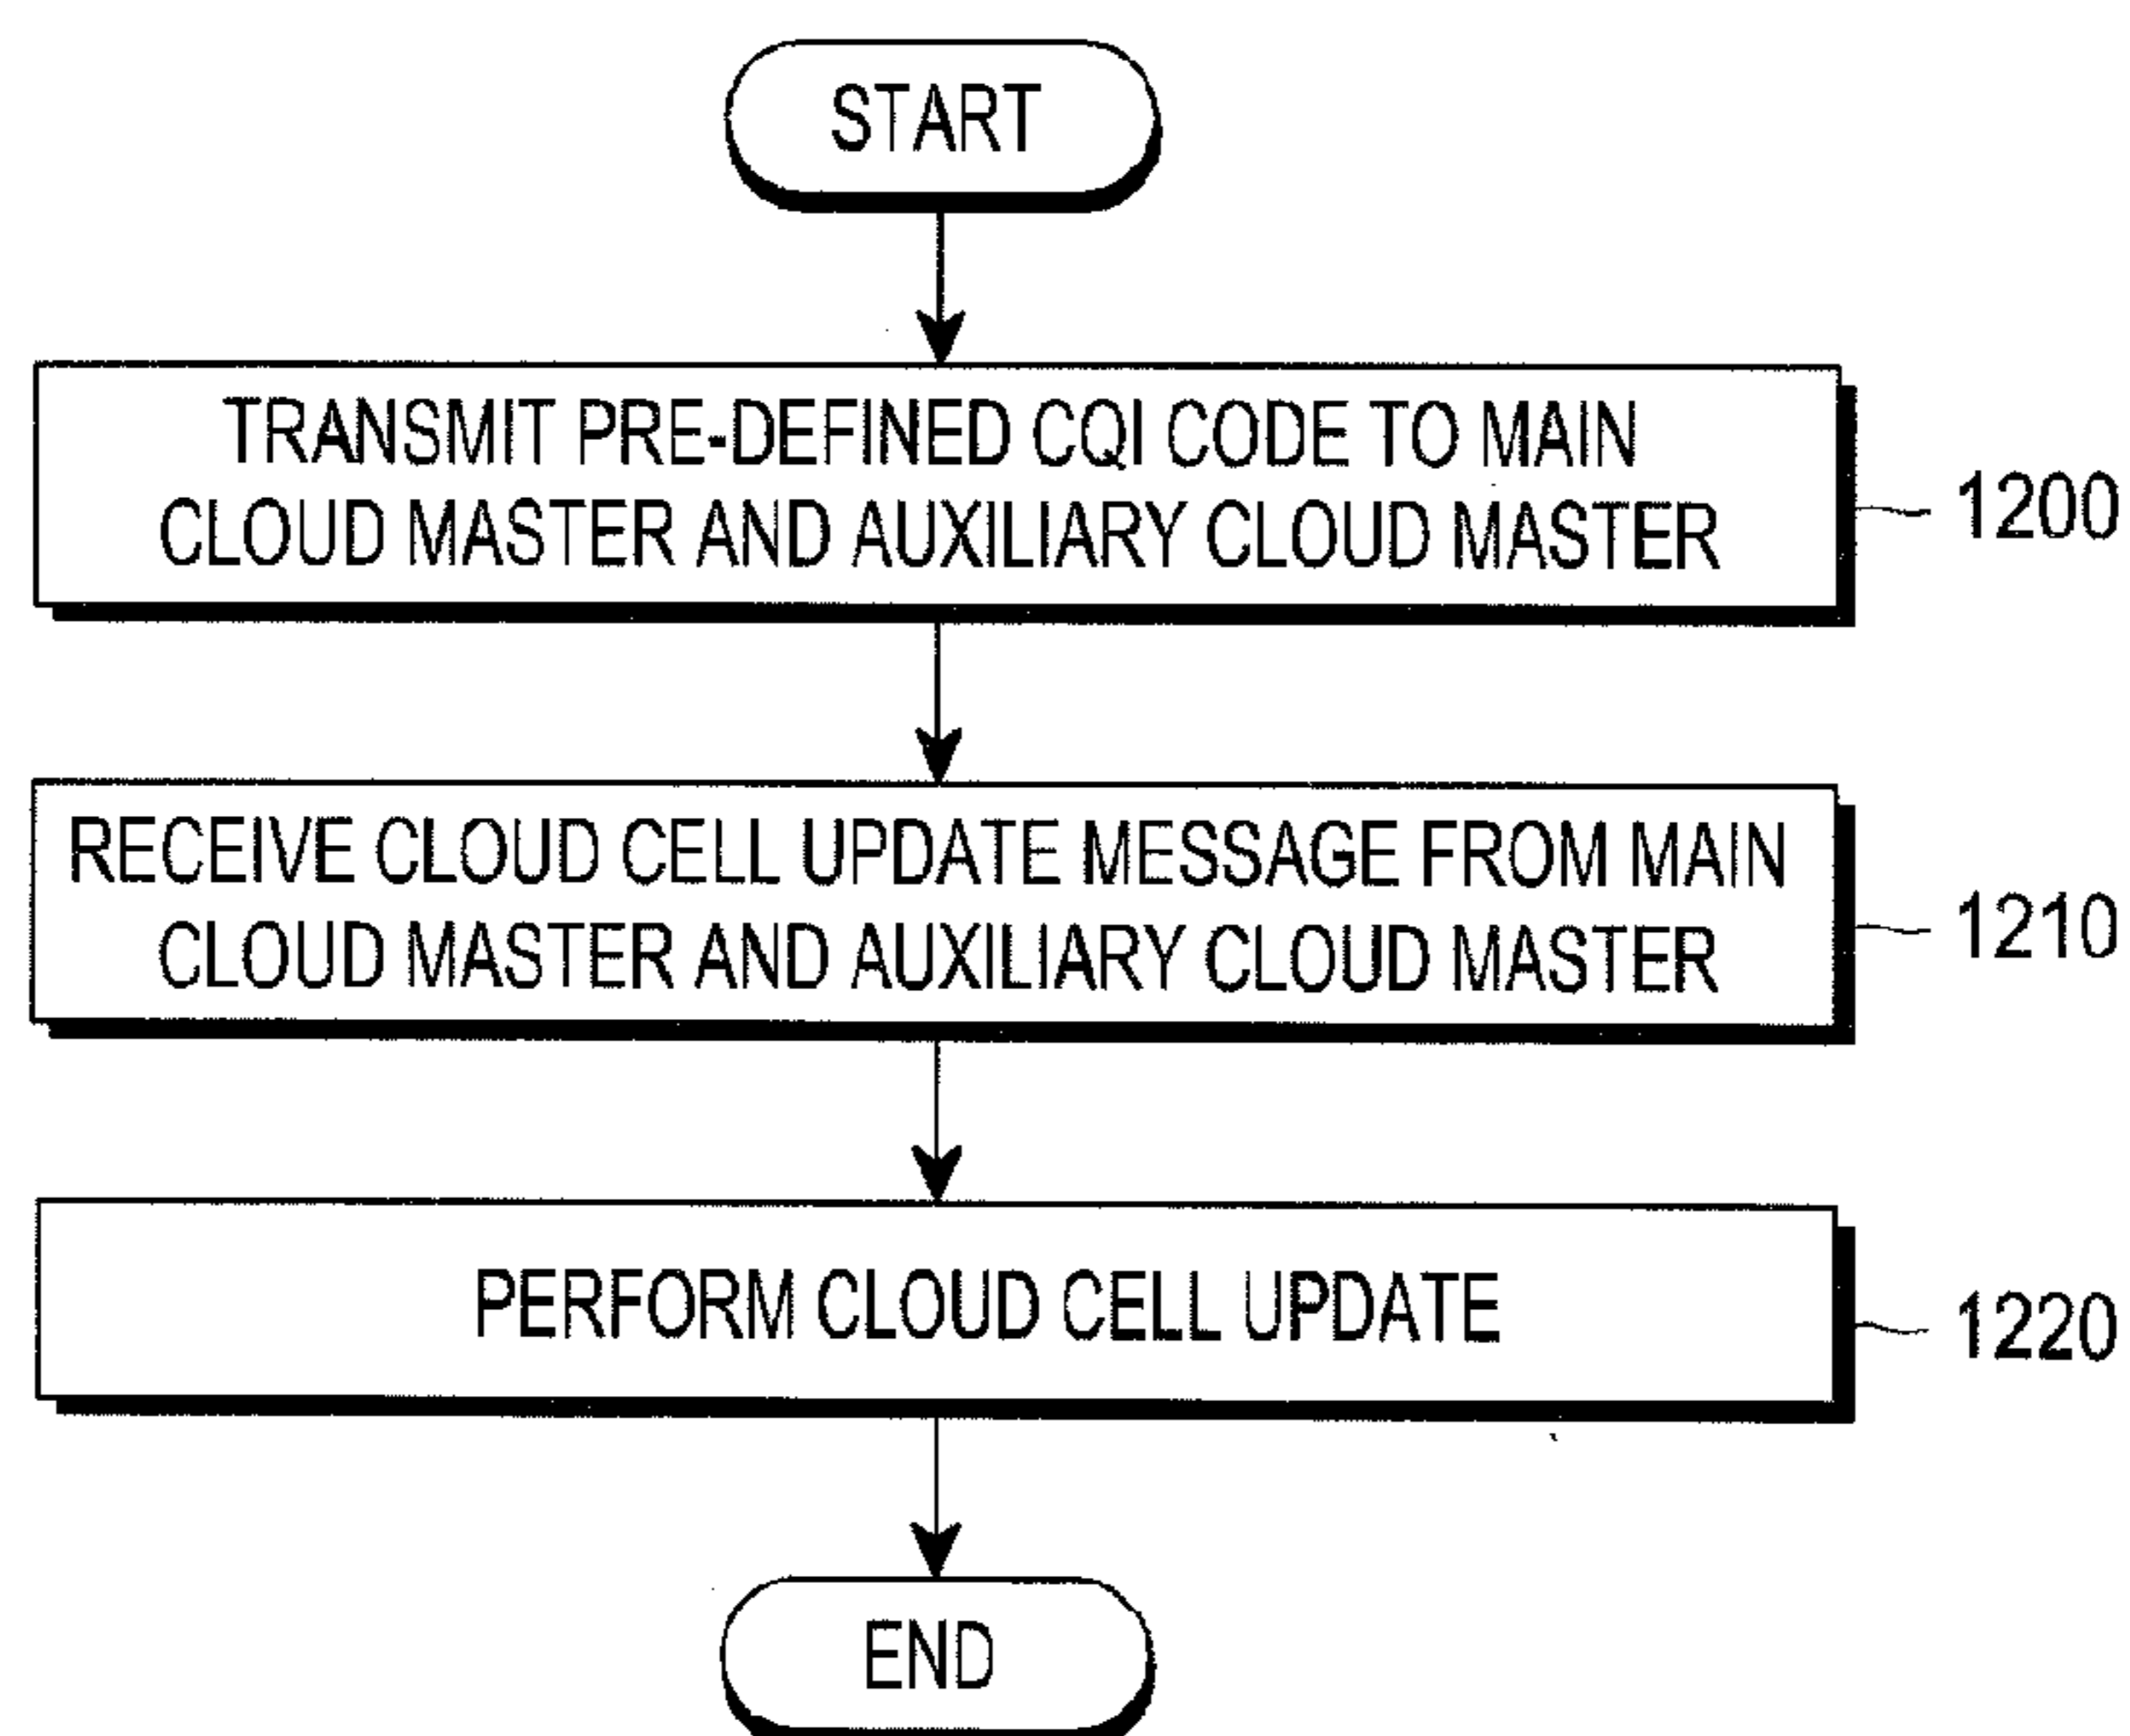 START
TRANSMIT PRE-DEFINED CQI CODE TO MAIN
CLOUD MASTER AND AUXILIARY CLOUD MASTER
1200
RECEIVE CLOUD CELL UPDATE MESSAGE FROM MAIN
CLOUD MASTER AND AUXILIARY CLOUD MASTER
1210
PERFORM CLOUD CELL UPDATE
1220
END